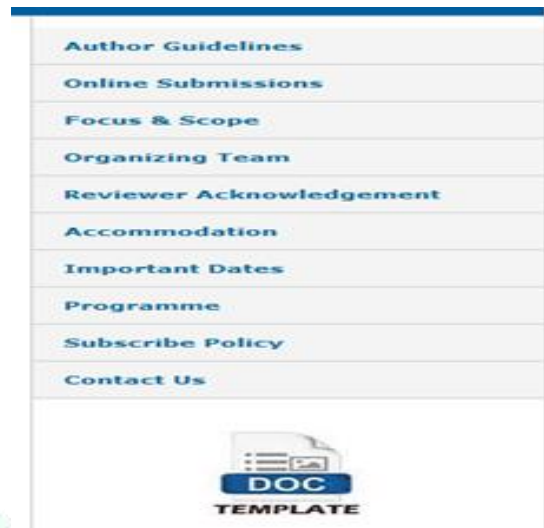 Author Guidelines
Online Submissions
Focus & Scope
Organizing Team
Reviewer Acknowledgement
Accommodation
Important Dates
Programme
Subscribe Policy
Contact Us
DOC
TEMPLATE